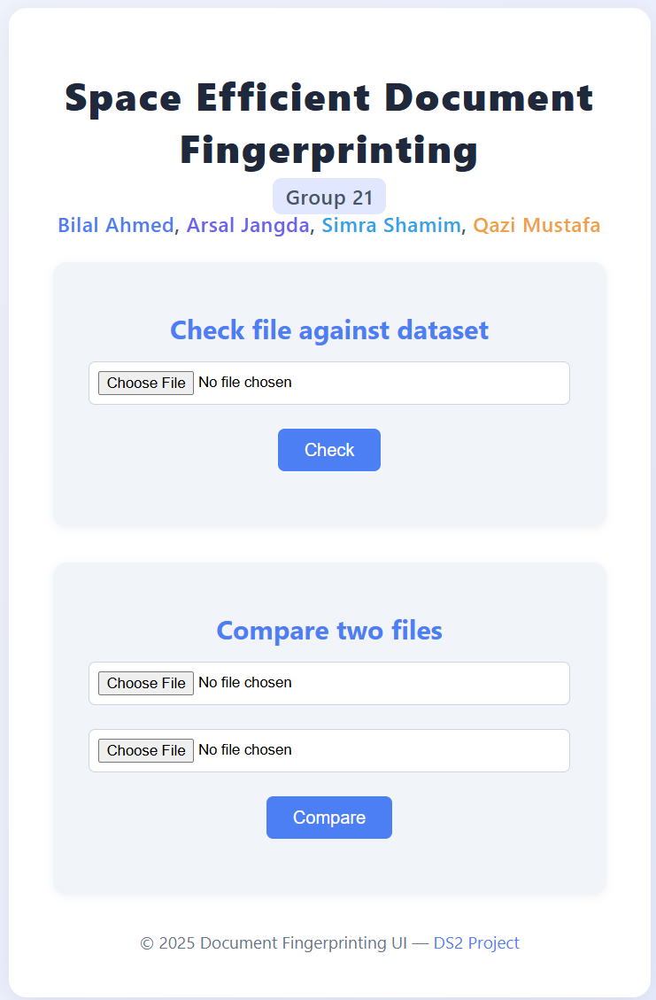 Space Efficient Document
Fingerprinting
Group 21
Bilal Ahmed, Arsal Jangda, Simra Shamim, Qazi Mustafa
Check file against dataset
Choose File No file chosen
Check
Compare two files
Choose File No file chosen
Choose File No file chosen
Compare
© 2025 Document Fingerprinting UI — DS2 Project